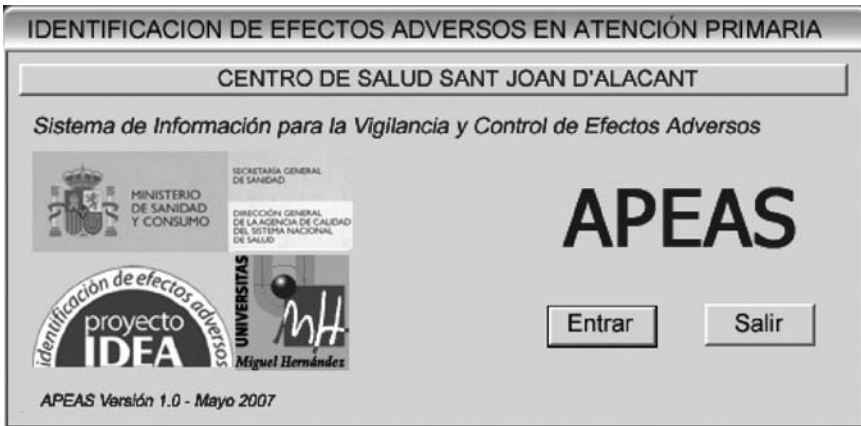 IDENTIFICACION DE EFECTOS ADVERSOS EN ATENCIÓN PRIMARIA
CENTRO DE SALUD SANT JOAN D'ALACANT
Sistema de Información para la Vigilancia y Control de Efectos Adversos
MINISTERIO
DE SANIDAD
Y CONSUMO
SECRETARÍA GENERAL
DE SANIDAD
DIRECCIÓN GENERAL
DE LA AGENCIA DE CALIDAD
DEL SISTEMA NACIONAL
DE SALUD
APEAS
identificación de efectos adversos
proyecto
IDEA
UNIVERSITAS
Miguel Hernández
Entrar
Salir
APEAS Versión 1.0 - Mayo 2007